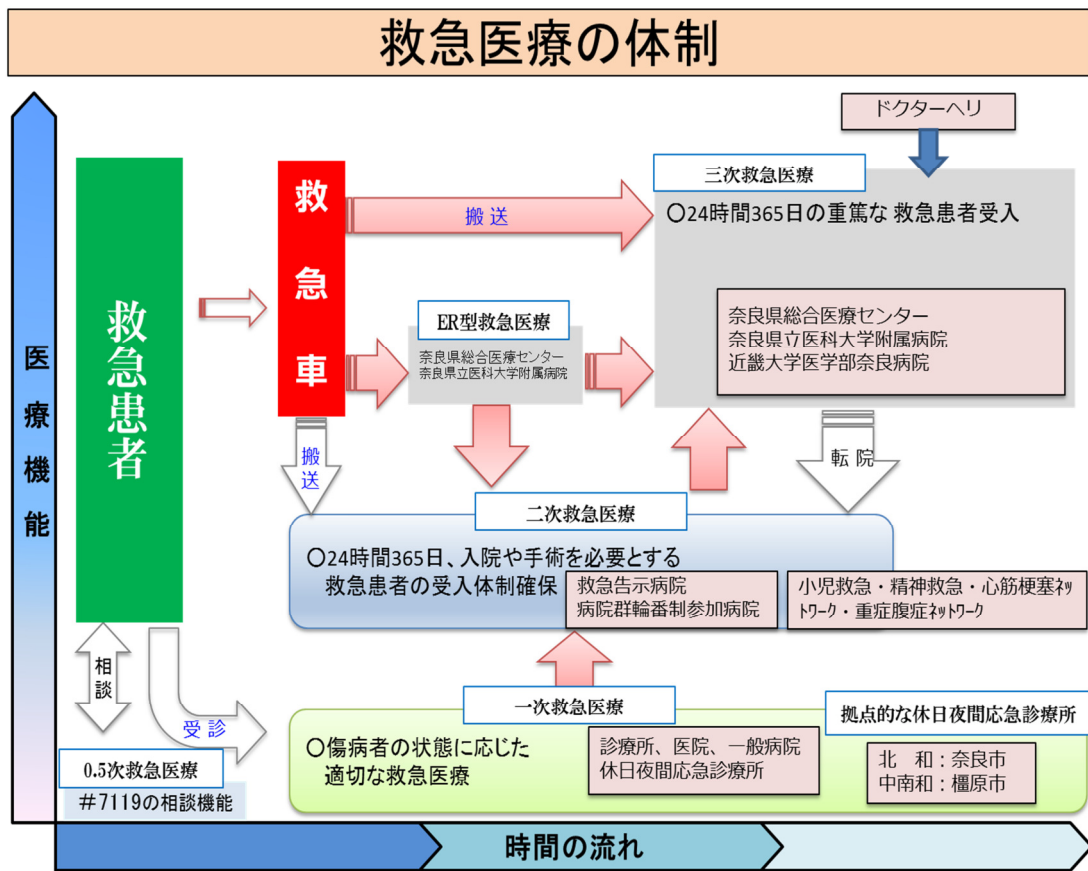 救急医療の体制
ドクターヘリ
三次救急医療
〇24時間365日の重篤な 救急患者受入
奈良県総合医療センター
奈良県立医科大学附属病院
近畿大学医学部奈良病院
救急車
搬 送
ER型救急医療
奈良県総合医療センター
奈良県立医科大学附属病院
救急患者
医療機能
搬送
転 院
二次救急医療
〇24時間365日、入院や手術を必要とする
救急患者の受入体制確保
救急告示病院
病院群輪番制参加病院
小児救急・精神救急・心筋梗塞ﾈｯ
ﾄﾜｰｸ・重症腹症ﾈｯﾄﾜｰｸ
相談
受 診
一次救急医療
〇傷病者の状態に応じた
適切な救急医療
診療所、医院、一般病院
休日夜間応急診療所
拠点的な休日夜間応急診療所
北　和：奈良市
中南和：橿原市
0.5次救急医療
＃7119の相談機能
時間の流れ